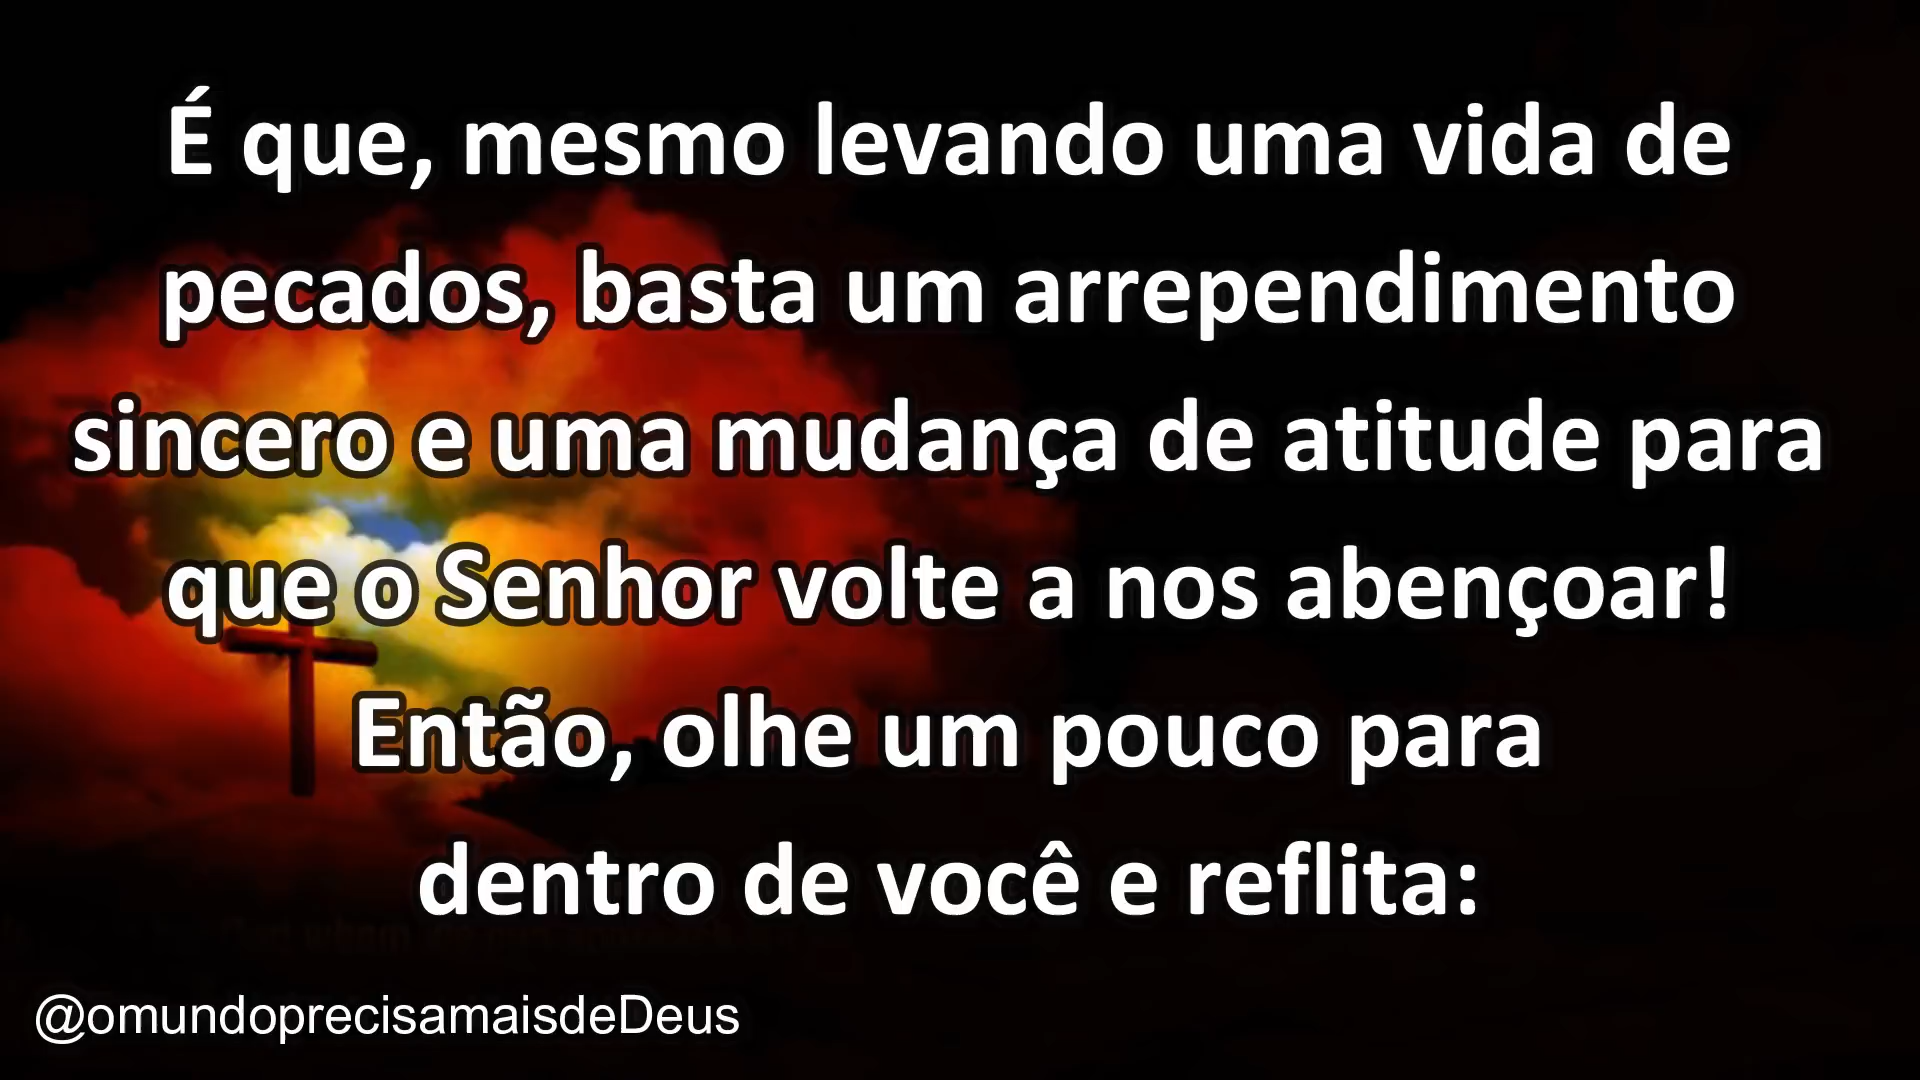 É que, mesmo levando uma vida de
pecados, basta um arrependimento
sincero e uma mudança de atitude para
que o Senhor volte a nos abençoar!
Então, olhe um pouco para
dentro de você e reflita:
@omundoprecisamaisdeDeus